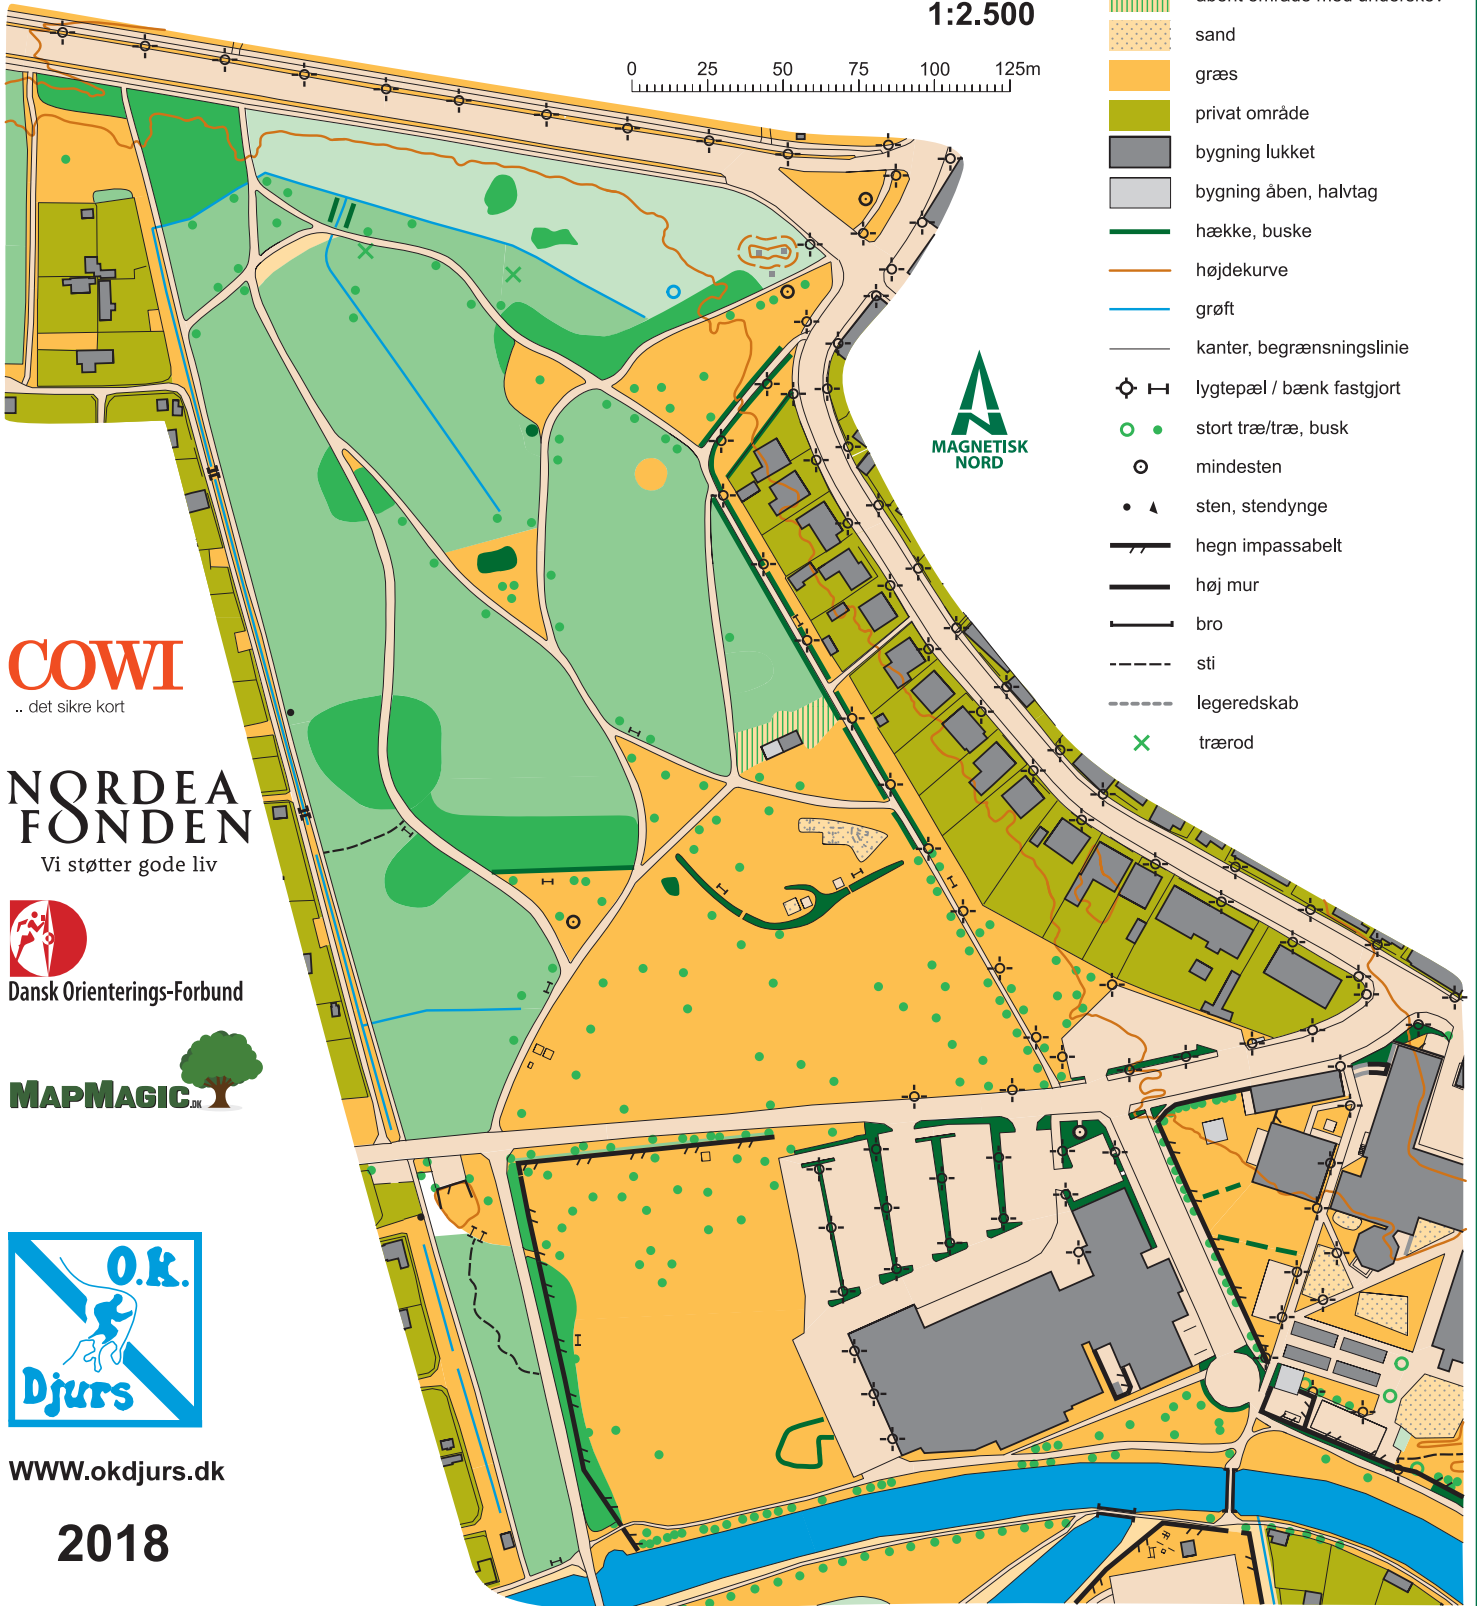 1:2.500
0 25 50 75 100 125m
sand
græs
privat område
bygning lukket
bygning åben, halvtag
hække, buske
højdekurve
grøft
kanter, begrænsningslinie
lygtepæl / bænk fastgjort
stort træ/træ, busk
mindesten
sten, stendynge
hegn impassabelt
høj mur
bro
sti
legeredskab
trærod
MAGNETISK
NORD
COWI
.. det sikre kort
NORDEA
FONDEN
Vi støtter gode liv
Dansk Orienterings-Forbund
MAPMAGIC.DK
O.K.
Djurs
WWW.okdjurs.dk
2018